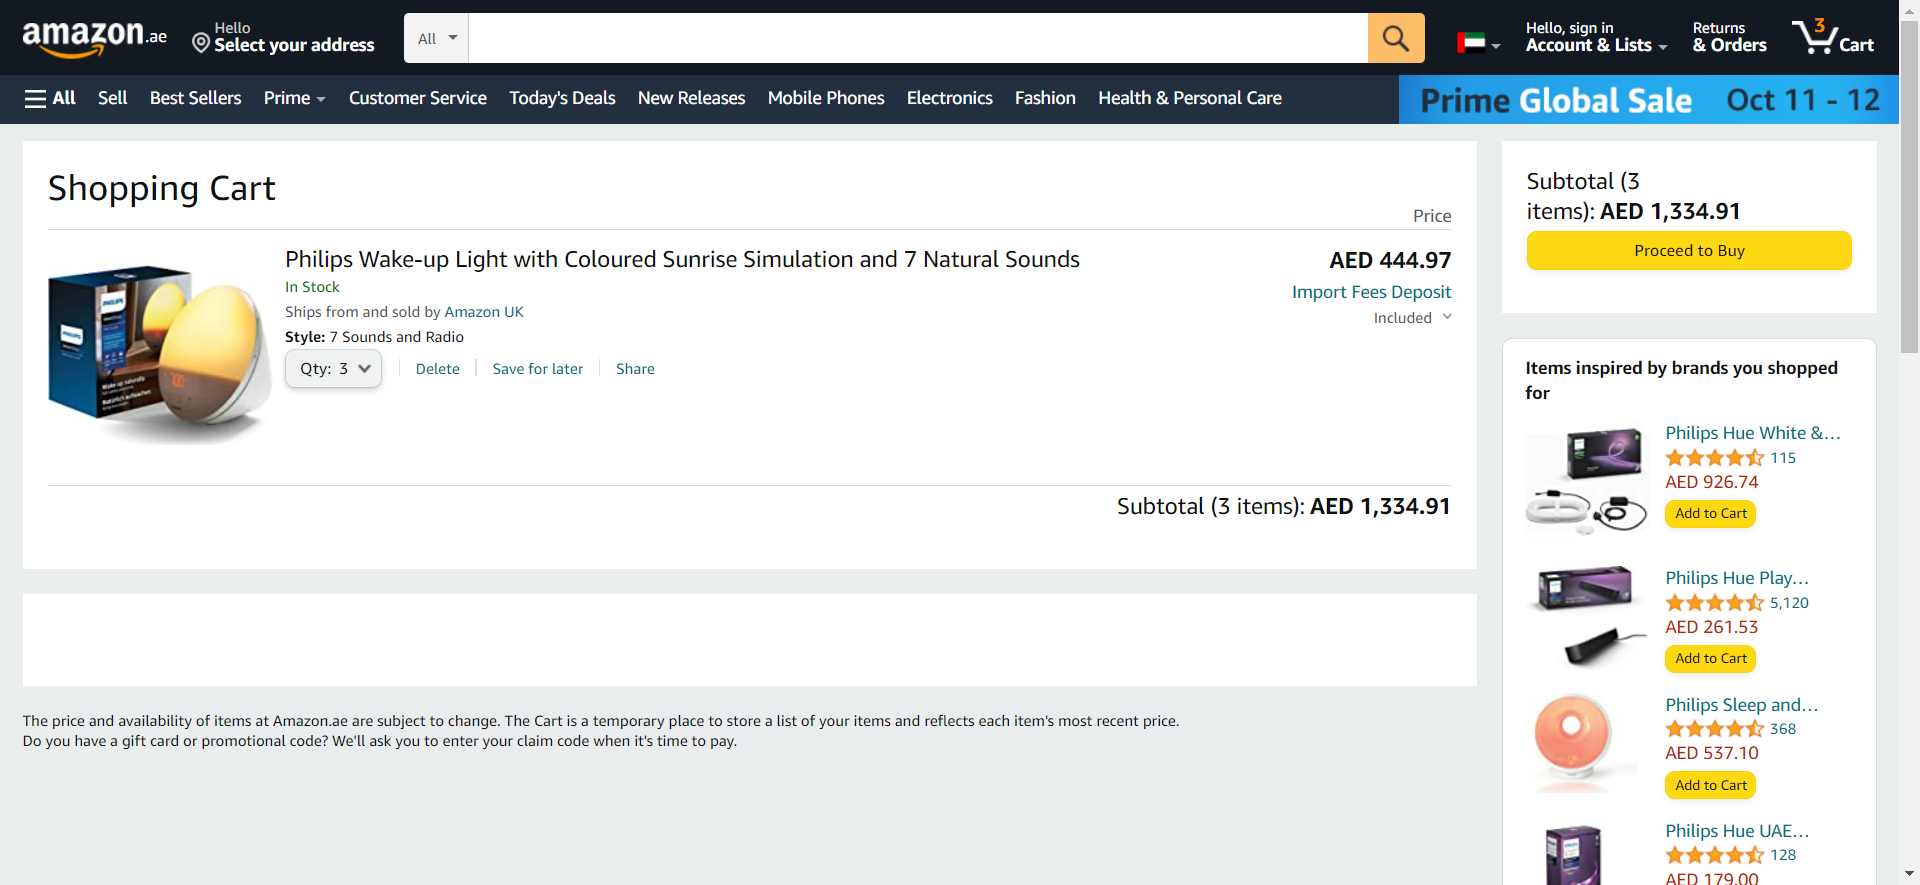 amazon.ae
Hello
Select your address
All
Hello, sign in
Account & Lists
Returns
& Orders
3
Cart
All
Sell
Best Sellers
Prime
Customer Service
Today's Deals
New Releases
Mobile Phones
Electronics
Fashion
Health & Personal Care
Prime Global Sale Oct 11 - 12
Shopping Cart
Price
Philips Wake-up Light with Coloured Sunrise Simulation and 7 Natural Sounds
AED 444.97
In Stock
Import Fees Deposit
Ships from and sold by Amazon UK
Included
Style: 7 Sounds and Radio
Qty: 3
Delete
Save for later
Share
PHILIPS
Subtotal (3 items): AED 1,334.91
Subtotal (3
items): AED 1,334.91
Proceed to Buy
Items inspired by brands you shopped
for
Philips Hue White &...
115
AED 926.74
Add to Cart
Philips Hue Play...
5,120
AED 261.53
Add to Cart
Philips Sleep and...
368
AED 537.10
Add to Cart
Philips Hue UAE...
128
AED 179.00
The price and availability of items at Amazon.ae are subject to change. The Cart is a temporary place to store a list of your items and reflects each item's most recent price.
Do you have a gift card or promotional code? We'll ask you to enter your claim code when it's time to pay.